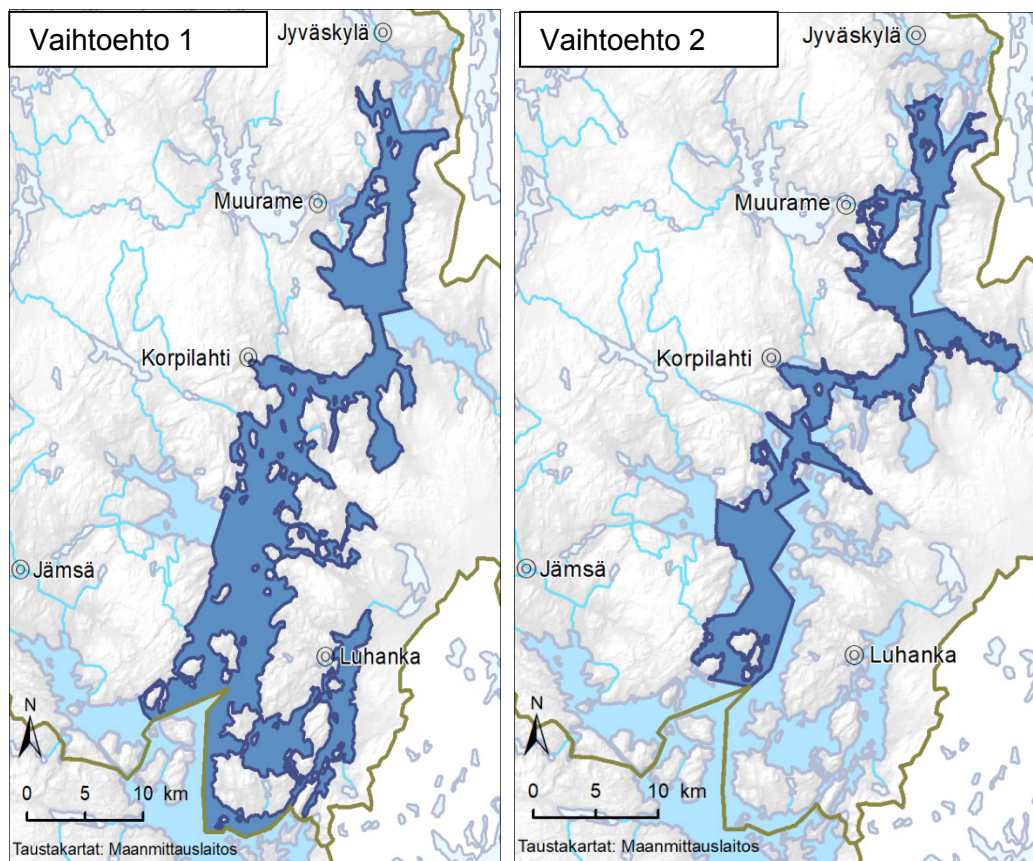 Vaihtoehto 1
Jyväskylä
Muurame
Korpilahti
Jämsä
Luhanka
N
0 5 10 km
Taustakartat: Maanmittauslaitos
Vaihtoehto 2
Jyväskylä
Muurame
Korpilahti
Jämsä
Luhanka
N
0 5 10 km
Taustakartat: Maanmittauslaitos